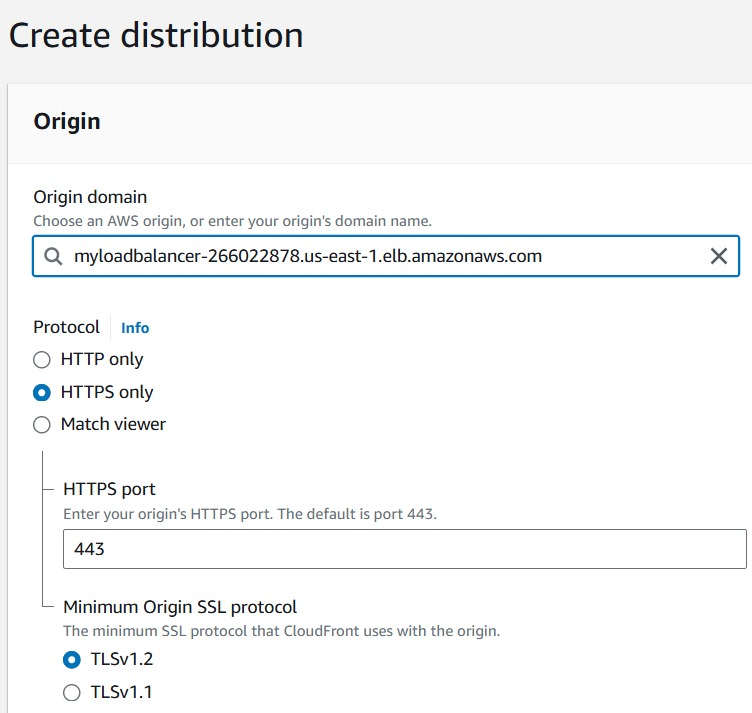 Create distribution
Origin
Origin domain
Choose an AWS origin, or enter your origin's domain name.
myloadbalancer-266022878.us-east-1.elb.amazonaws.com
Protocol Info
HTTP only
HTTPS only
Match viewer
HTTPS port
Enter your origin's HTTPS port. The default is port 443.
443
Minimum Origin SSL protocol
The minimum SSL protocol that CloudFront uses with the origin.
TLSv1.2
TLSv1.1